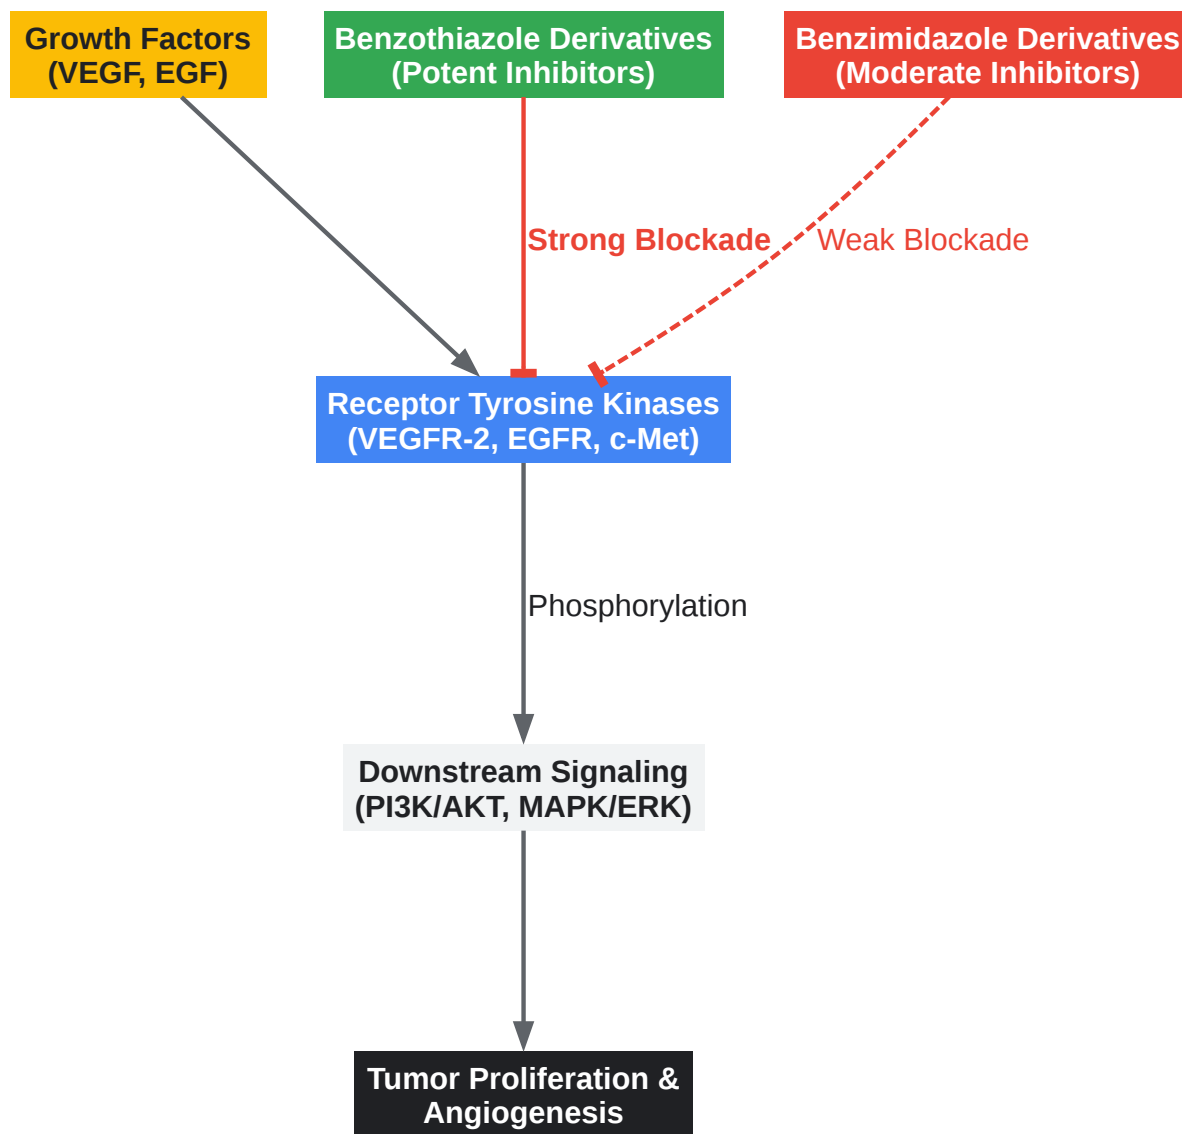 Growth Factors
(VEGF, EGF)
Benzothiazole Derivatives
(Potent Inhibitors)
Benzimidazole Derivatives
(Moderate Inhibitors)
Strong Blockade
Weak Blockade
Receptor Tyrosine Kinases
(VEGFR-2, EGFR, c-Met)
Phosphorylation
Downstream Signaling
(PI3K/AKT, MAPK/ERK)
Tumor Proliferation &
Angiogenesis